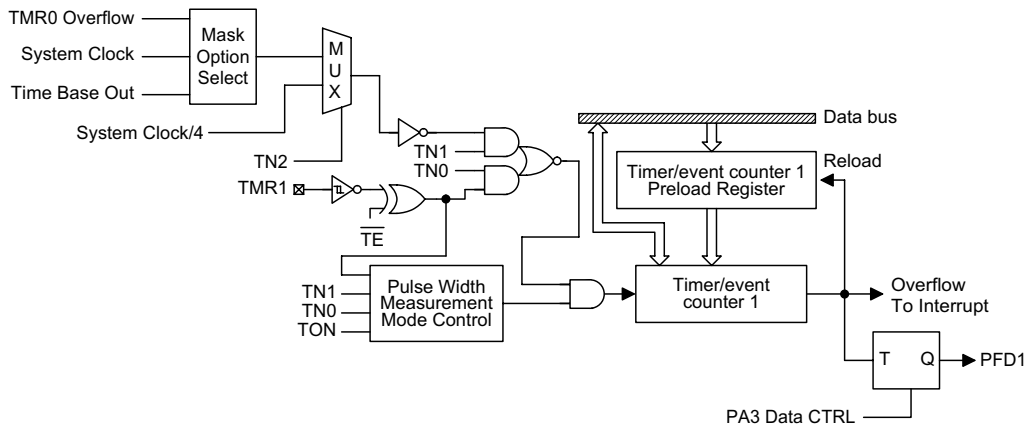 TMR0 Overflow
System Clock
Time Base Out
Mask
Option
Select
M
U
X
System Clock/4
TN2
TN1
TN0
TMR1
TE
TN1
TN0
TON
Pulse Width
Measurement
Mode Control
Data bus
Timer/event counter 1
Preload Register
Reload
Timer/event
counter 1
Overflow
To Interrupt
T
Q
PFD1
PA3 Data CTRL